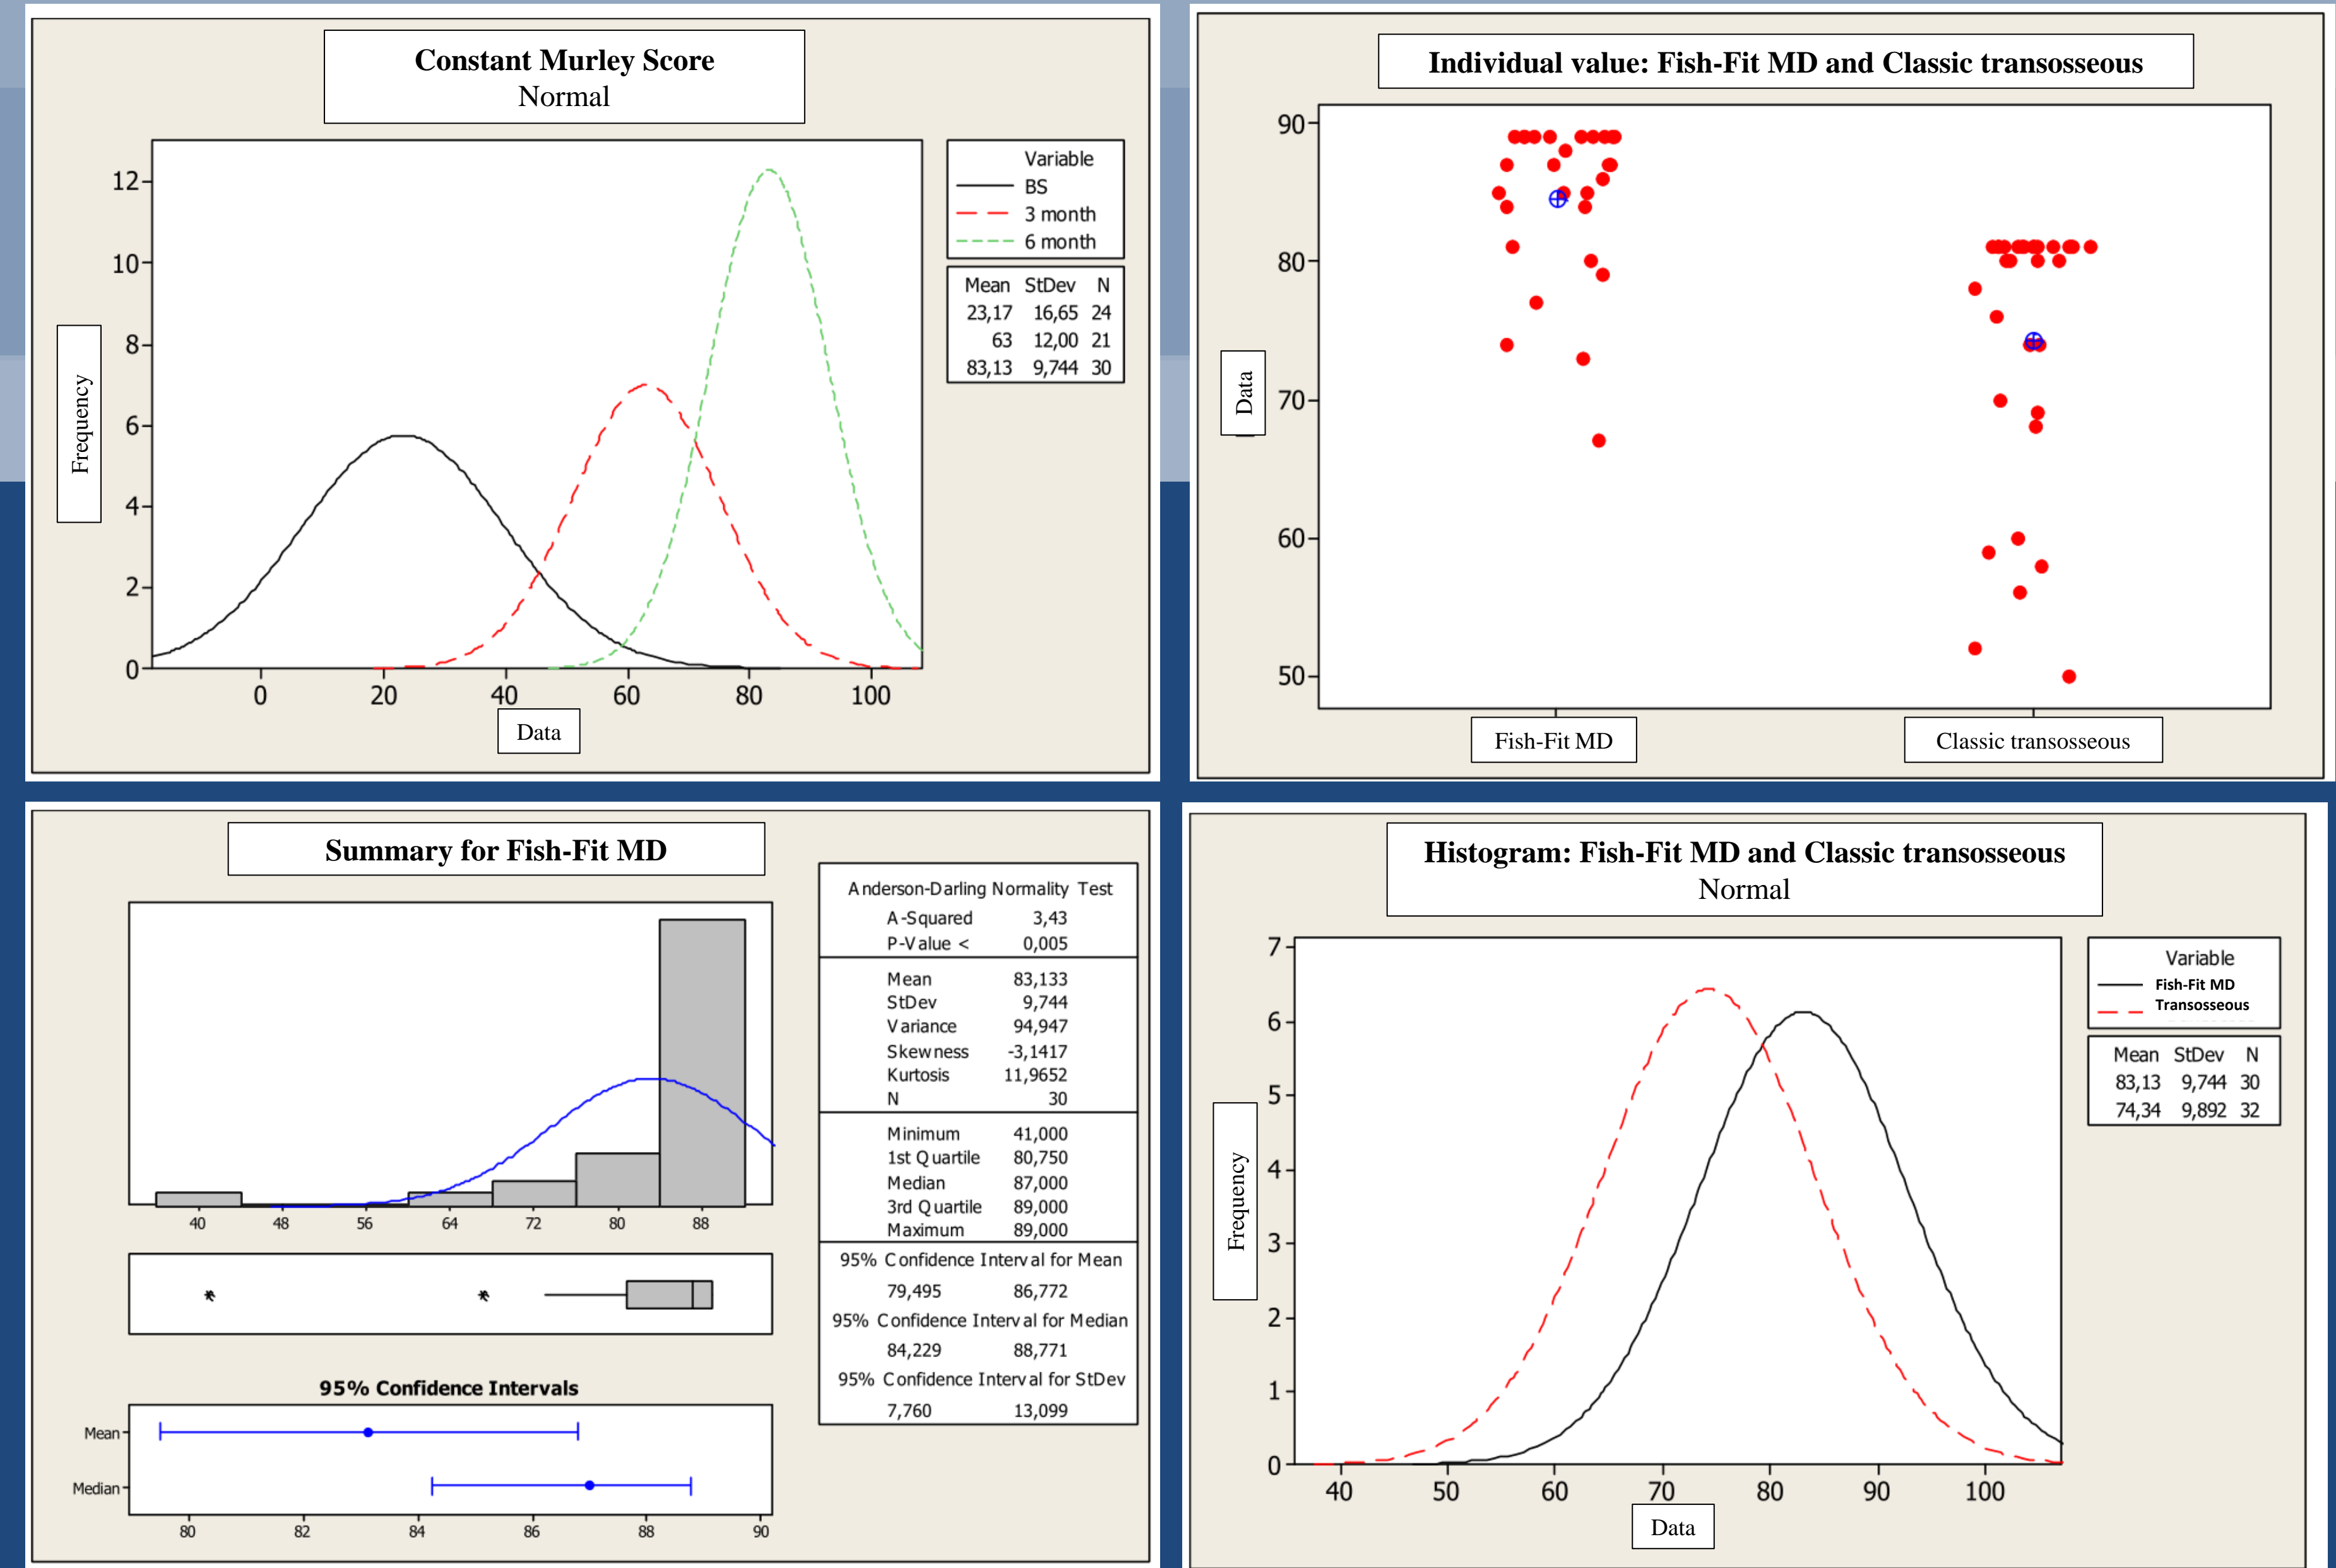 Constant Murley Score
Normal
Frequency
12
10
8
6
4
2
0
0 20 40 60 80 100
Data
Variable
BS
3 month
6 month
Mean StDev N
23,17 16,65 24
63 12,00 21
83,13 9,744 30
Individual value: Fish-Fit MD and Classic transosseous
Data
90
80
70
60
50
Fish-Fit MD Classic transosseous
Summary for Fish-Fit MD
40 48 56 64 72 80 88
95% Confidence Intervals
Mean
Median
80 82 84 86 88 90
Anderson-Darling Normality Test
A-Squared 3,43
P-Value < 0,005
Mean 83,133
StDev 9,744
Variance 94,947
Skewness -3,1417
Kurtosis 11,9652
N 30
Minimum 41,000
1st Quartile 80,750
Median 87,000
3rd Quartile 89,000
Maximum 89,000
95% Confidence Interval for Mean
79,495 86,772
95% Confidence Interval for Median
84,229 88,771
95% Confidence Interval for StDev
7,760 13,099
Histogram: Fish-Fit MD and Classic transosseous
Normal
Frequency
7
6
5
4
3
2
1
0
40 50 60 70 80 90 100
Data
Variable
Fish-Fit MD
Transosseous
Mean StDev N
83,13 9,744 30
74,34 9,892 32